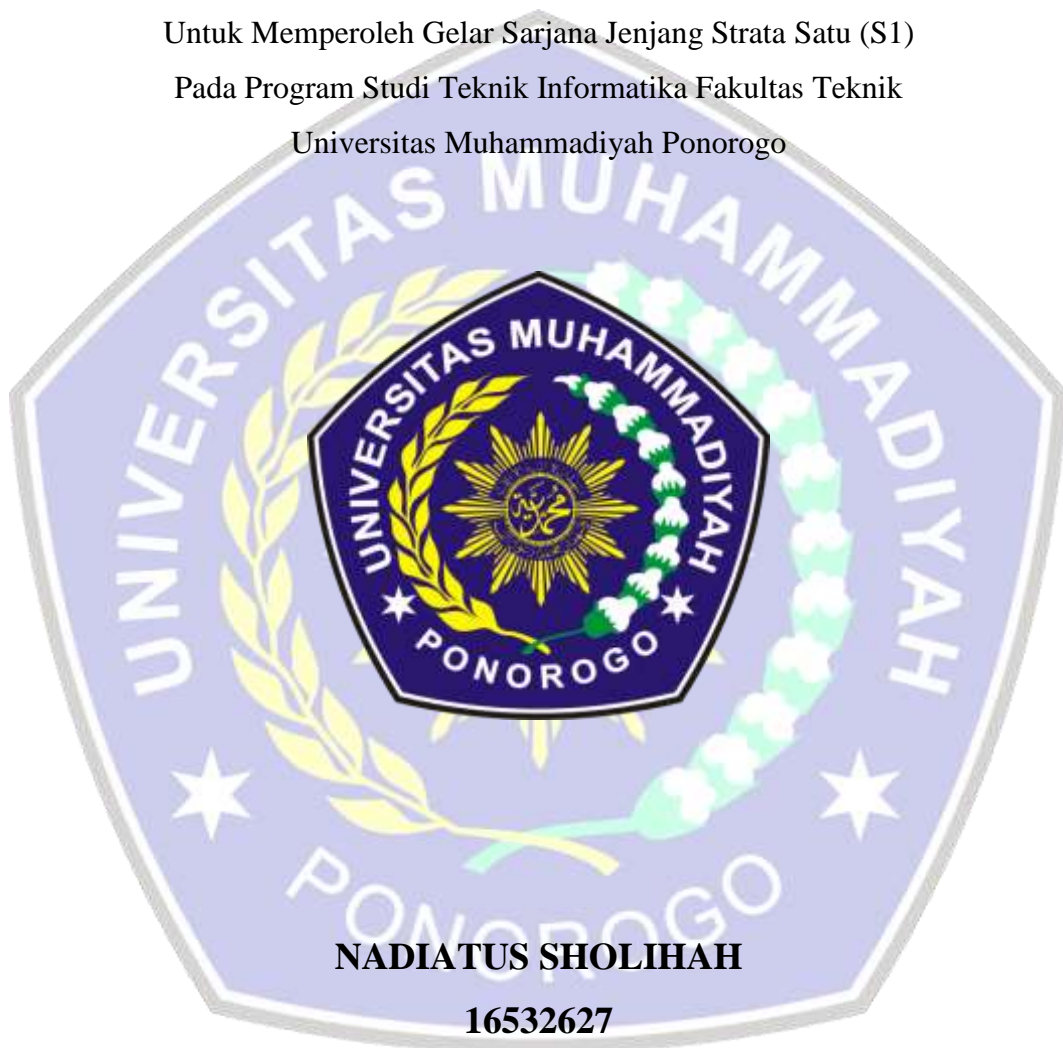 Untuk Memperoleh Gelar Sarjana Jenjang Strata Satu (S1)
Pada Program Studi Teknik Informatika Fakultas Teknik
Universitas Muhammadiyah Ponorogo
UNIVERSITAS MUHAMMADIYAH
PONOROGO
UNIVERSITAS MUHAMMADIYAH
PONOROGO
NADIATUS SHOLIHAH
16532627